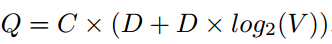 Q = C × (D + D × log₂(V))